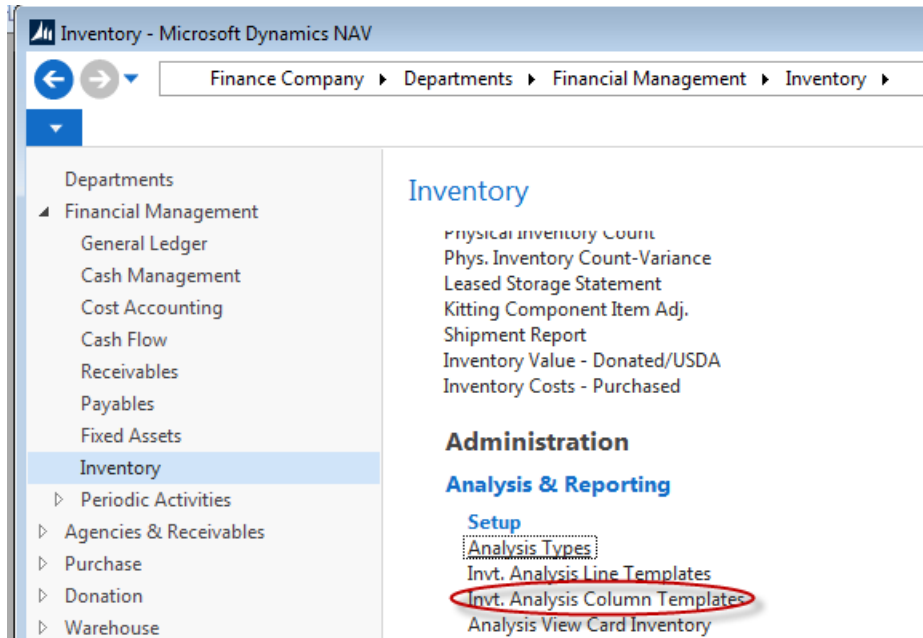 Inventory - Microsoft Dynamics NAV
Finance Company Departments Financial Management Inventory
Departments
Financial Management
General Ledger
Cash Management
Cost Accounting
Cash Flow
Receivables
Payables
Fixed Assets
Inventory
Periodic Activities
Agencies & Receivables
Purchase
Donation
Warehouse
Inventory
Physical Inventory Count
Phys. Inventory Count-Variance
Leased Storage Statement
Kitting Component Item Adj.
Shipment Report
Inventory Value - Donated/USDA
Inventory Costs - Purchased
Administration
Analysis & Reporting
Setup
Analysis Types
Invt. Analysis Line Templates
Invt. Analysis Column Templates
Analysis View Card Inventory